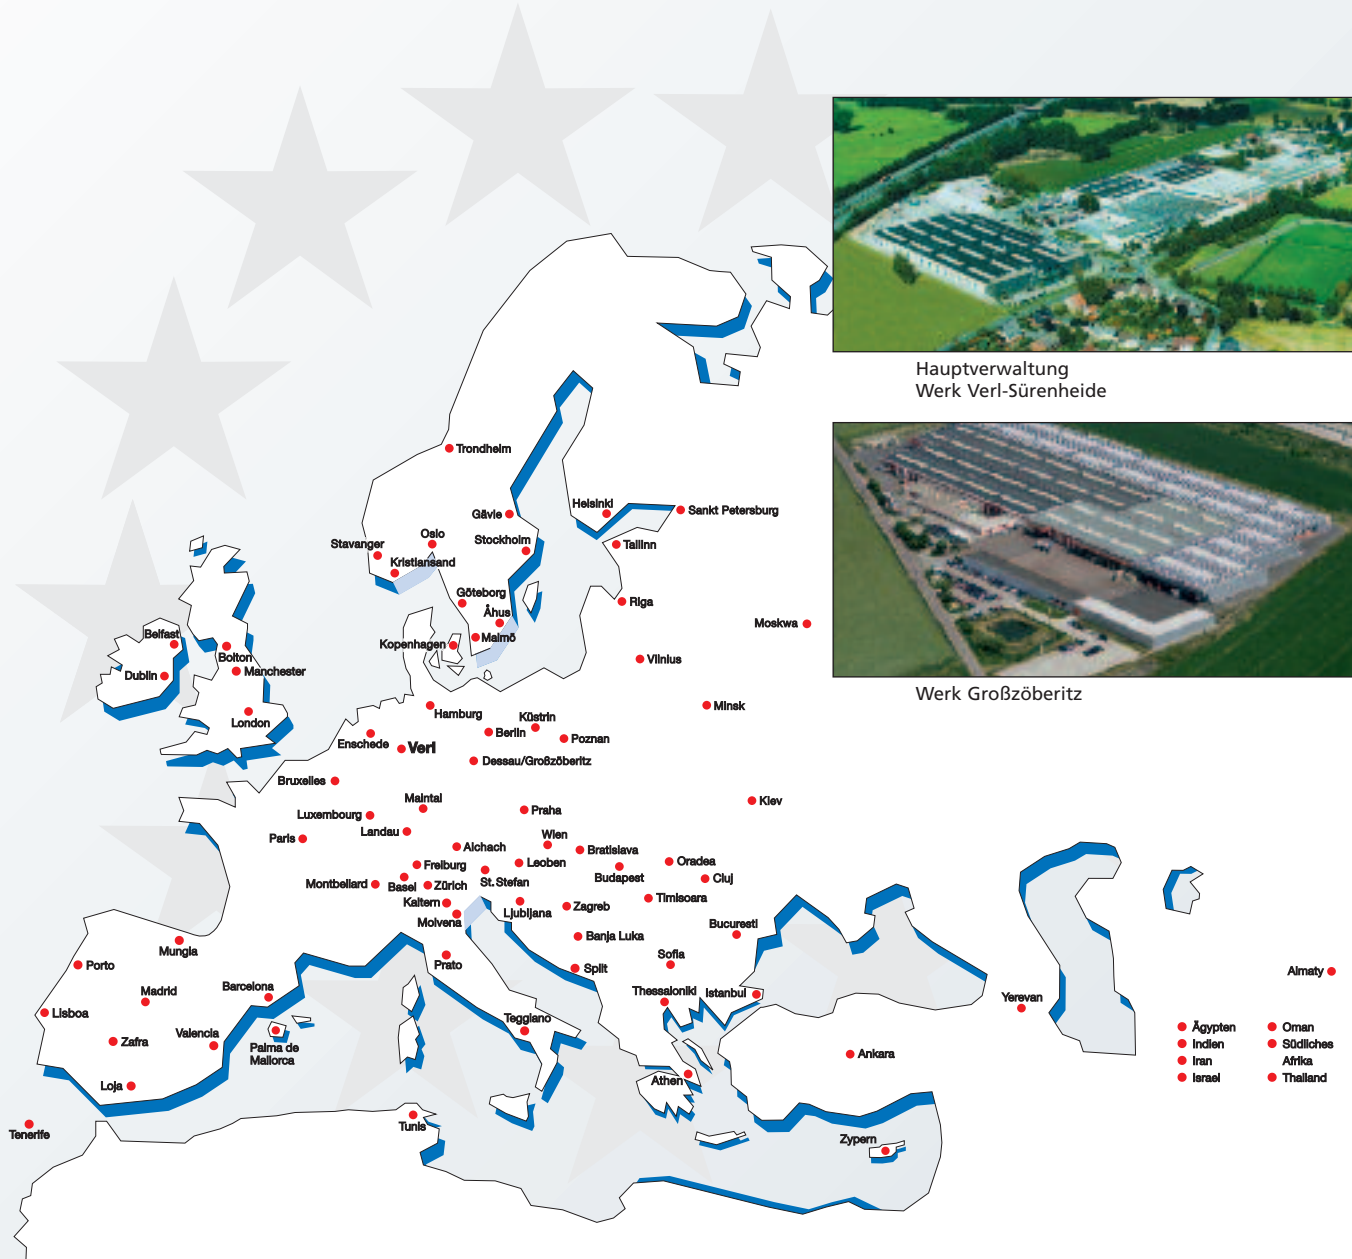 Hauptverwaltung
Werk Verl-Sürenheide
Werk Großzöberitz
Trondheim
Gävle
Helsinki
Sankt Petersburg
Stavanger
Oslo
Stockholm
Tallinn
Kristiansand
Göteborg
Åhus
Riga
Malmö
Kopenhagen
Moskwa
Vilnius
Belfast
Bolton
Dublin
Manchester
London
Hamburg
Küstrin
Minsk
Enschede
Verl
Berlin
Poznan
Dessau/Großzöberitz
Bruxelles
Maintal
Luxembourg
Praha
Kiev
Paris
Landau
Wien
Aichach
Bratislava
Freiburg
Leoben
Oradea
Montbeliard
Basel
Zürich
St. Stefan
Budapest
Cluj
Kaltern
Timisoara
Molvena
Ljubljana
Zagreb
Bucuresti
Mungia
Banja Luka
Porto
Prato
Split
Sofia
Almaty
Madrid
Barcelona
Thessaloniki
Istanbul
Yerevan
Lisboa
Teggiano
Zafra
Valencia
Palma de
Mallorca
Ankara
Loja
Athen
Tenerife
Tunis
Zypern
Ägypten
Indien
Iran
Israel
Oman
Südliches
Afrika
Thailand